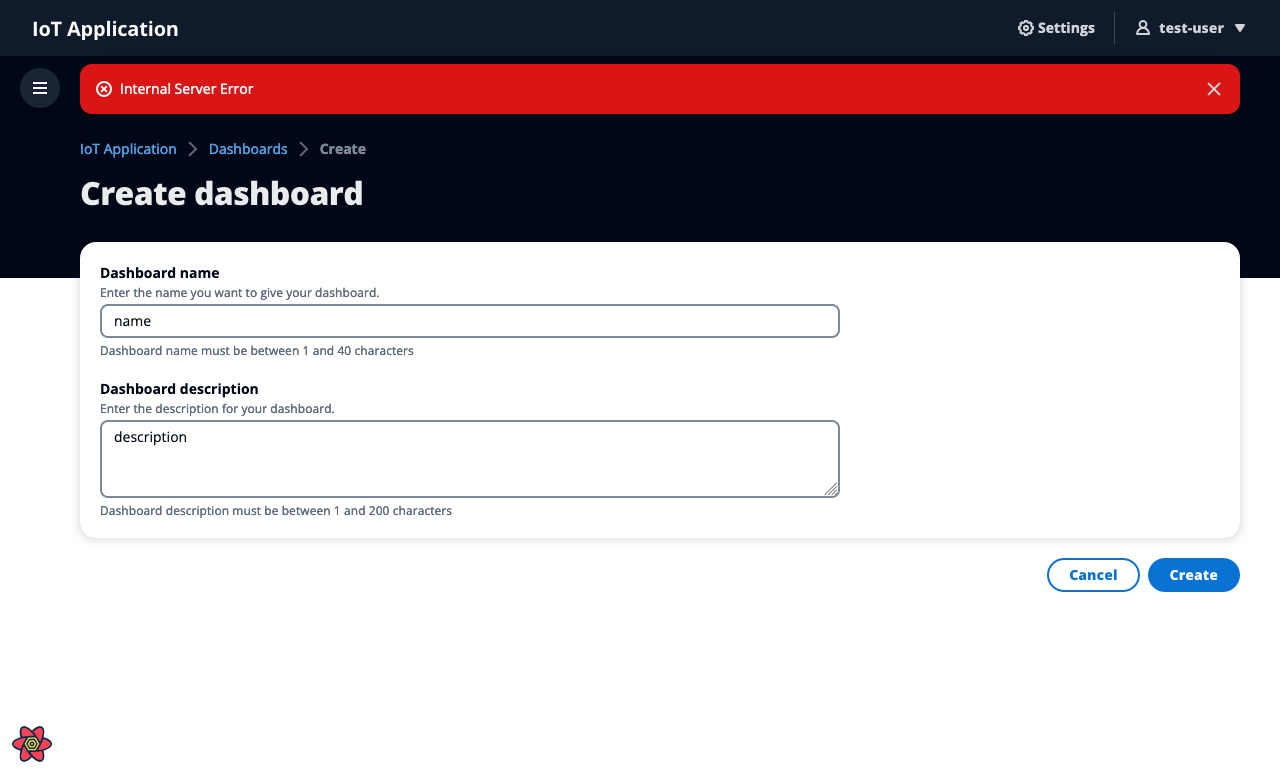 IoT Application
Settings
test-user
Internal Server Error
IoT Application
Dashboards
Create
Create dashboard
Dashboard name
Enter the name you want to give your dashboard.
name
Dashboard name must be between 1 and 40 characters
Dashboard description
Enter the description for your dashboard.
description
Dashboard description must be between 1 and 200 characters
Cancel
Create